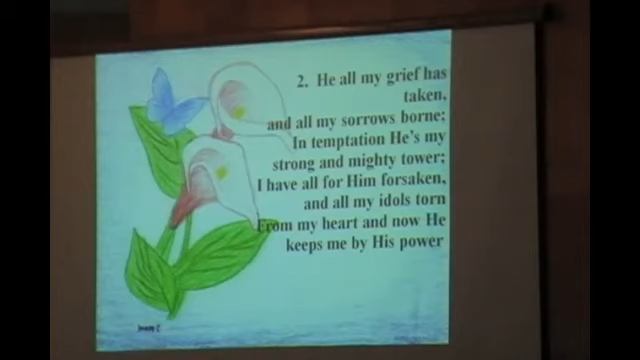 2. He all my grief has
taken,
and all my sorrows borne;
In temptation He's my
strong and mighty tower;
I have all for Him forsaken,
and all my idols torn
From my heart and now He
keeps me by His power